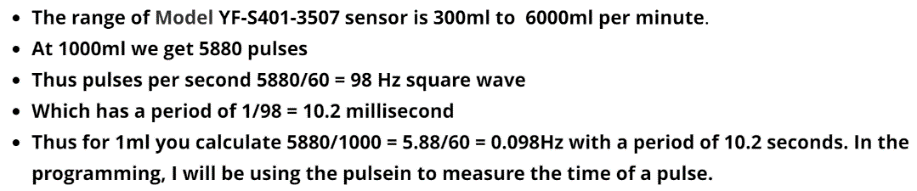 • The range of Model YF-S401-3507 sensor is 300ml to 6000ml per minute.
• At 1000ml we get 5880 pulses
• Thus pulses per second 5880/60 = 98 Hz square wave
• Which has a period of 1/98 = 10.2 millisecond
• Thus for 1ml you calculate 5880/1000 = 5.88/60 = 0.098Hz with a period of 10.2 seconds. In the
programming, I will be using the pulsein to measure the time of a pulse.